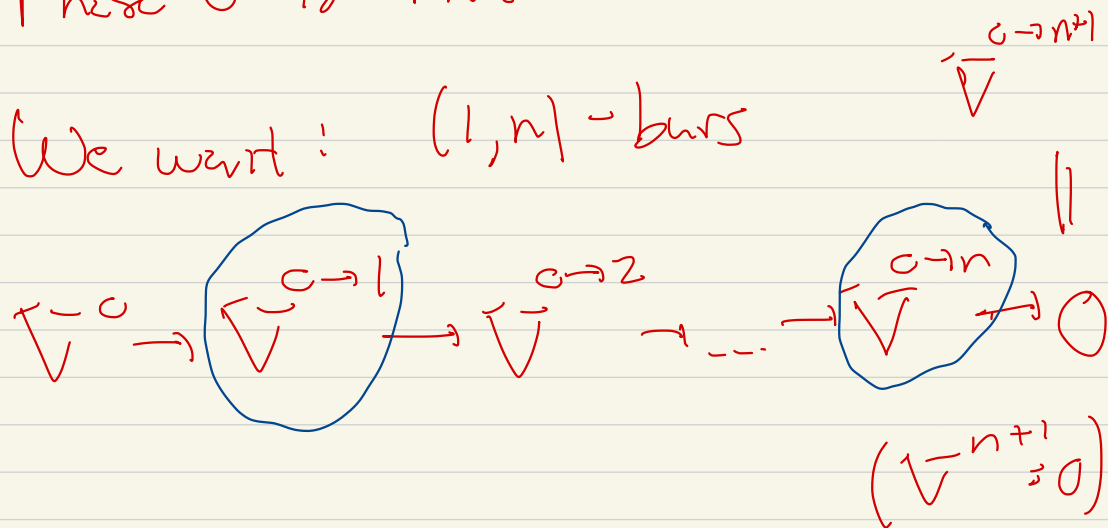 V^{0→n+1}
We want: (1,n)-bars
||
V^0 → V^{0→1} → V^{0→2} → ... → V^{0→n} → 0
(V^{n+1} = 0)